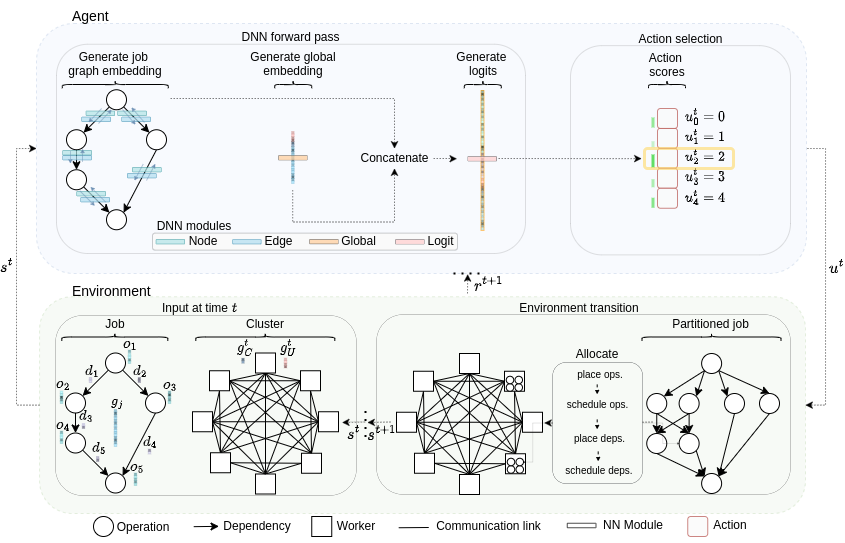 Agent
DNN forward pass
Action selection
Generate job
graph embedding
Generate global
embedding
Generate
logits
Action
scores
u_0^t = 0
u_1^t = 1
u_2^t = 2
u_3^t = 3
u_4^t = 4
Concatenate
DNN modules
Node
Edge
Global
Logit
s^t
u^t
r^{t+1}
Environment
Input at time t
Environment transition
Job
Cluster
Partitioned job
o_1
d_1
d_2
o_2
o_3
g_j
d_3
o_4
d_4
d_5
o_5
g_C^t
g_U^t
s^t
s^{t+1}
Allocate
place ops.
schedule ops.
place deps.
schedule deps.
Operation
Dependency
Worker
Communication link
NN Module
Action